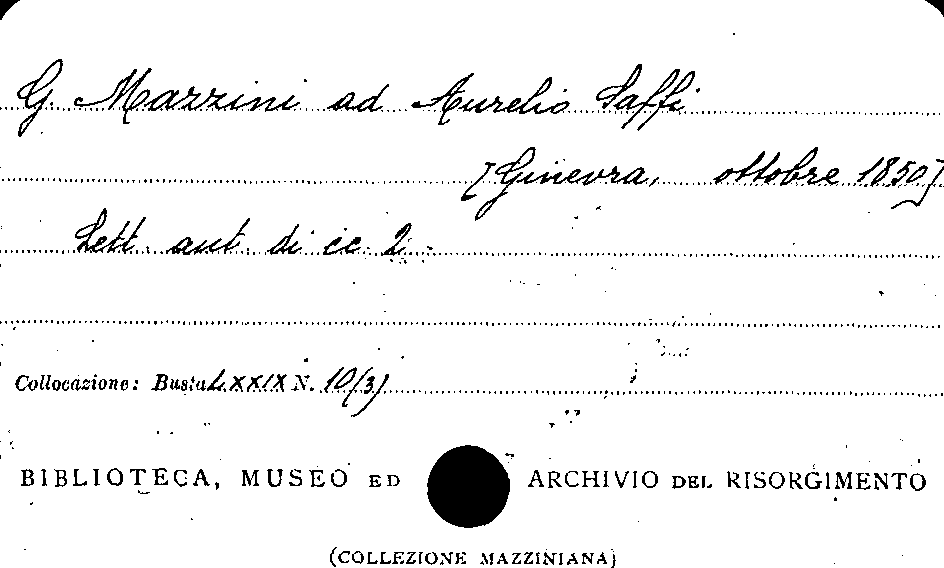 G. Mazzini ad Aurelio Saffi
[Ginevra, ottobre 1850]
Lett. aut. di cc. 2.
Collocazione: Busta LXXIX N. 10(3)
BIBLIOTECA, MUSEO ED ARCHIVIO DEL RISORGIMENTO
(COLLEZIONE MAZZINIANA)